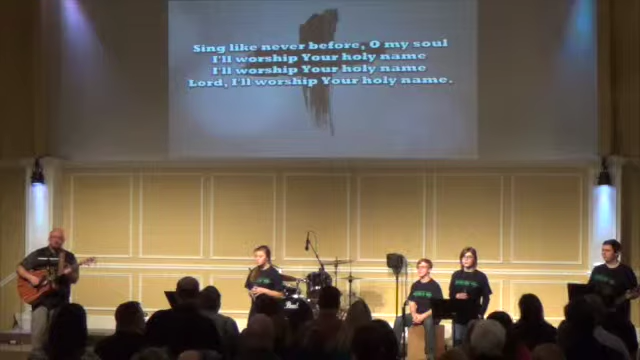 Sing like never before, O my soul
I'll worship Your holy name
I'll worship Your holy name
Lord, I'll worship Your holy name.